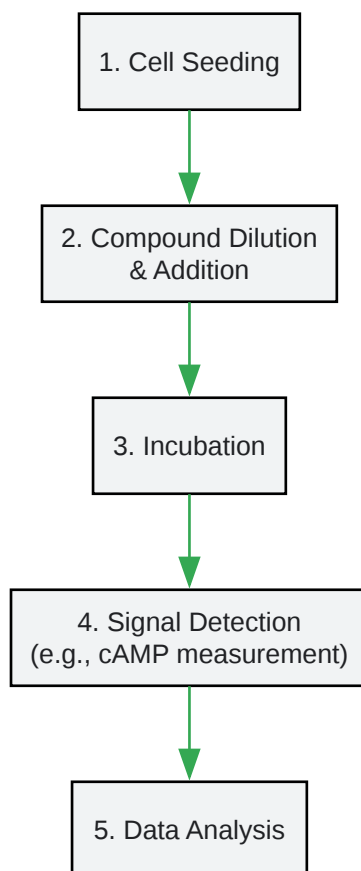 1. Cell Seeding
2. Compound Dilution
& Addition
3. Incubation
4. Signal Detection
(e.g., cAMP measurement)
5. Data Analysis